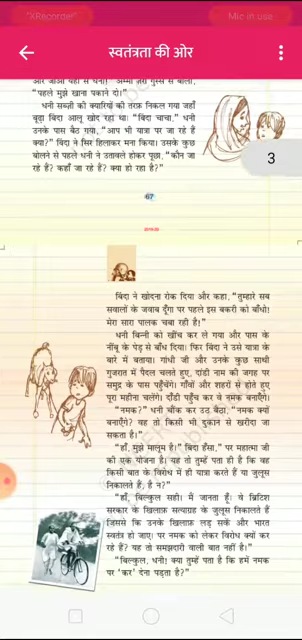 "XRecorder"
Mic in use
स्वतंत्रता की ओर
और जाओ यहाँ से धनी!" अम्मा ज़रा गुस्से से बोलीं,
"पहले मुझे खाना पकाने दो।"
धनी सब्ज़ी की क्यारियों की तरफ़ निकल गया जहाँ
बूढ़ा बिंदा आलू खोद रहा था। "बिंदा चाचा," धनी
उनके पास बैठ गया, "आप भी यात्रा पर जा रहे हैं
क्या?" बिंदा ने सिर हिलाकर मना किया। उसके कुछ
बोलने से पहले धनी ने उतावले होकर पूछा, "कौन जा
रहे हैं? कहाँ जा रहे हैं? क्या हो रहा है?"
3
67
बिंदा ने खोदना रोक दिया और कहा, "तुम्हारे सब
सवालों के जवाब दूँगा पर पहले इस बकरी को बाँधो!
मेरा सारा पालक चबा रही है!"
धनी बिन्नी को खींच कर ले गया और पास के
नींबू के पेड़ से बाँध दिया। फिर बिंदा ने उसे यात्रा के
बारे में बताया। गांधी जी और उनके कुछ साथी
गुजरात में पैदल चलते हुए, दांडी नाम की जगह पर
समुद्र के पास पहुँचेंगे। गाँवों और शहरों से होते हुए
पूरा महीना चलेंगे। दाँडी पहुँच कर वे नमक बनाएँगे।
"नमक?" धनी चौंक कर उठ बैठा, "नमक क्यों
बनाएँगे? वह तो किसी भी दुकान से खरीदा जा
सकता है।"
"हाँ, मुझे मालूम है।" बिंदा हँसा, "पर महात्मा जी
की एक योजना है। यह तो तुम्हें पता ही है कि वह
किसी बात के विरोध में ही यात्रा करते हैं या जुलूस
निकालते हैं, है न?"
"हाँ, बिल्कुल सही। मैं जानता हूँ। वे ब्रिटिश
सरकार के खिलाफ़ सत्याग्रह के जुलूस निकालते हैं
जिससे कि उनके खिलाफ़ लड़ सकें और भारत
स्वतंत्र हो जाए। पर नमक को लेकर विरोध क्यों कर
रहे हैं? यह तो समझदारी वाली बात नहीं है!"
"बिल्कुल, धनी! क्या तुम्हें पता है कि हमें नमक
पर 'कर' देना पड़ता है?"